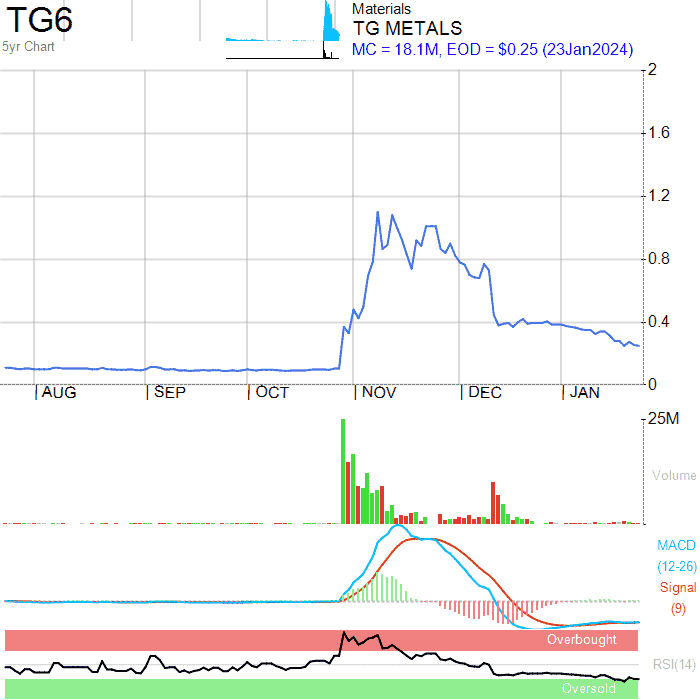 TG6
5yr Chart
Materials
TG METALS
MC = 18.1M, EOD = $0.25 (23Jan2024)
2
1.6
1.2
0.8
0.4
0
AUG SEP OCT NOV DEC JAN
25M
Volume
MACD
(12-26)
Signal
(9)
Overbought
RSI(14)
Oversold